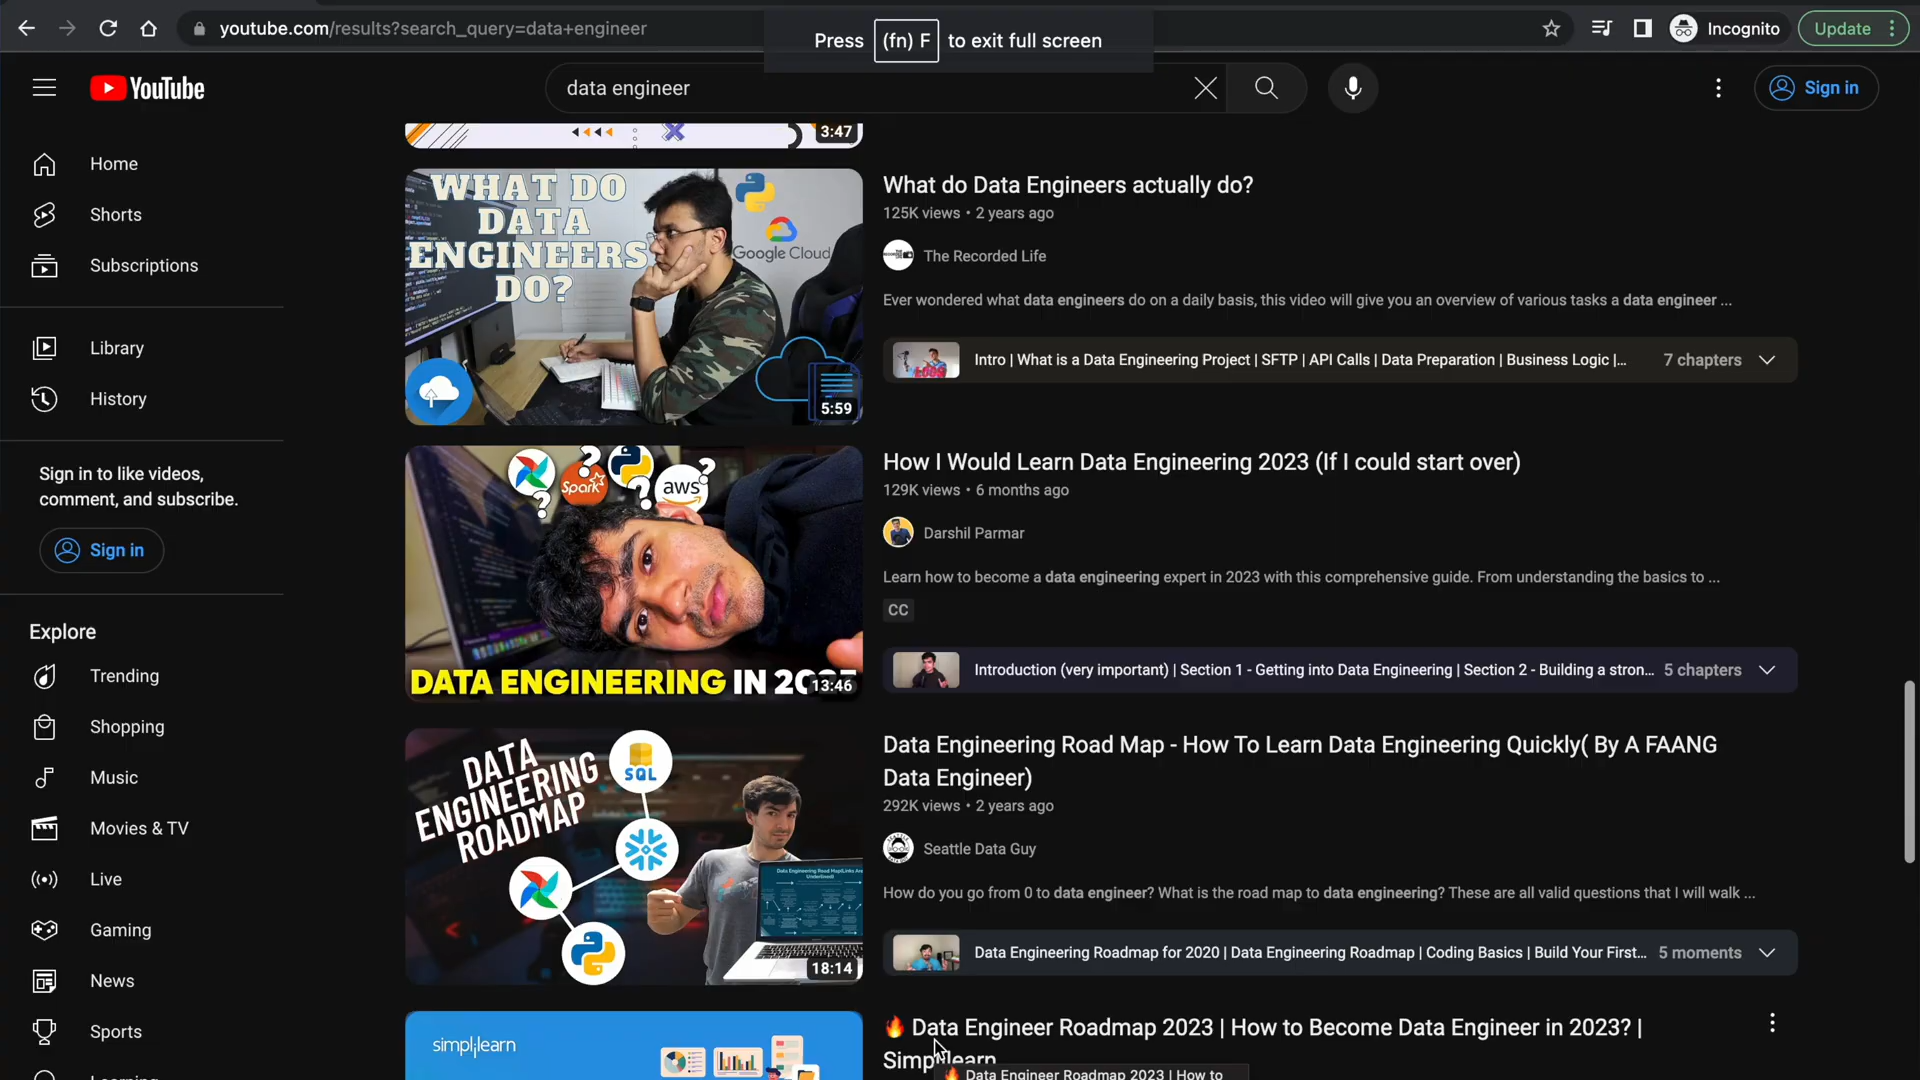 youtube.com/results?search_query=data+engineer
Press (fn) F to exit full screen
Incognito
Update
YouTube
data engineer
Sign in
Home
Shorts
Subscriptions
Library
History
Sign in to like videos,
comment, and subscribe.
Sign in
Explore
Trending
Shopping
Music
Movies & TV
Live
Gaming
News
Sports
3:47
WHAT DO
DATA
ENGINEERS
DO?
Google Cloud
5:59
What do Data Engineers actually do?
125K views • 2 years ago
The Recorded Life
Ever wondered what data engineers do on a daily basis, this video will give you an overview of various tasks a data engineer ...
Intro | What is a Data Engineering Project | SFTP | API Calls | Data Preparation | Business Logic |...
7 chapters
? ? ? ?
Spark
aws
DATA ENGINEERING IN
13:46
How I Would Learn Data Engineering 2023 (If I could start over)
129K views • 6 months ago
Darshil Parmar
Learn how to become a data engineering expert in 2023 with this comprehensive guide. From understanding the basics to ...
CC
Introduction (very important) | Section 1 - Getting into Data Engineering | Section 2 - Building a stron...
5 chapters
DATA
ENGINEERING
ROADMAP
SQL
18:14
Data Engineering Road Map - How To Learn Data Engineering Quickly( By A FAANG
Data Engineer)
292K views • 2 years ago
Seattle Data Guy
How do you go from 0 to data engineer? What is the road map to data engineering? These are all valid questions that I will walk ...
Data Engineering Roadmap for 2020 | Data Engineering Roadmap | Coding Basics | Build Your First...
5 moments
simplilearn
🔥 Data Engineer Roadmap 2023 | How to Become Data Engineer in 2023? |
Simplilearn
🔥 Data Engineer Roadmap 2023 | How to